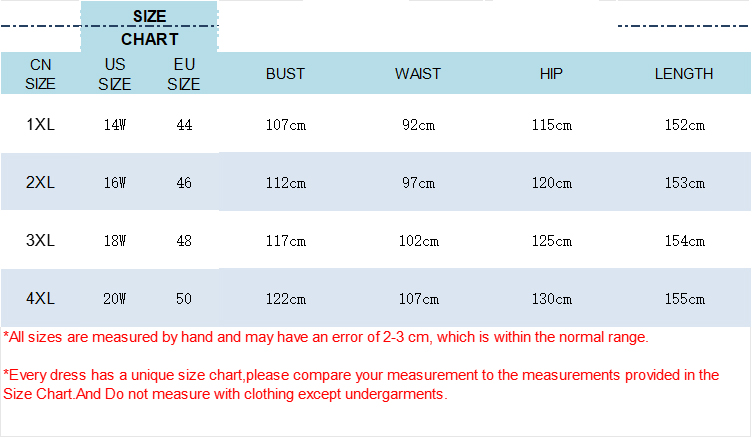 SIZE
CHART
CN SIZE US SIZE EU SIZE BUST WAIST HIP LENGTH
1XL 14W 44 107cm 92cm 115cm 152cm
2XL 16W 46 112cm 97cm 120cm 153cm
3XL 18W 48 117cm 102cm 125cm 154cm
4XL 20W 50 122cm 107cm 130cm 155cm
*All sizes are measured by hand and may have an error of 2-3 cm, which is within the normal range.
*Every dress has a unique size chart,please compare your measurement to the measurements provided in the
Size Chart.And Do not measure with clothing except undergarments.